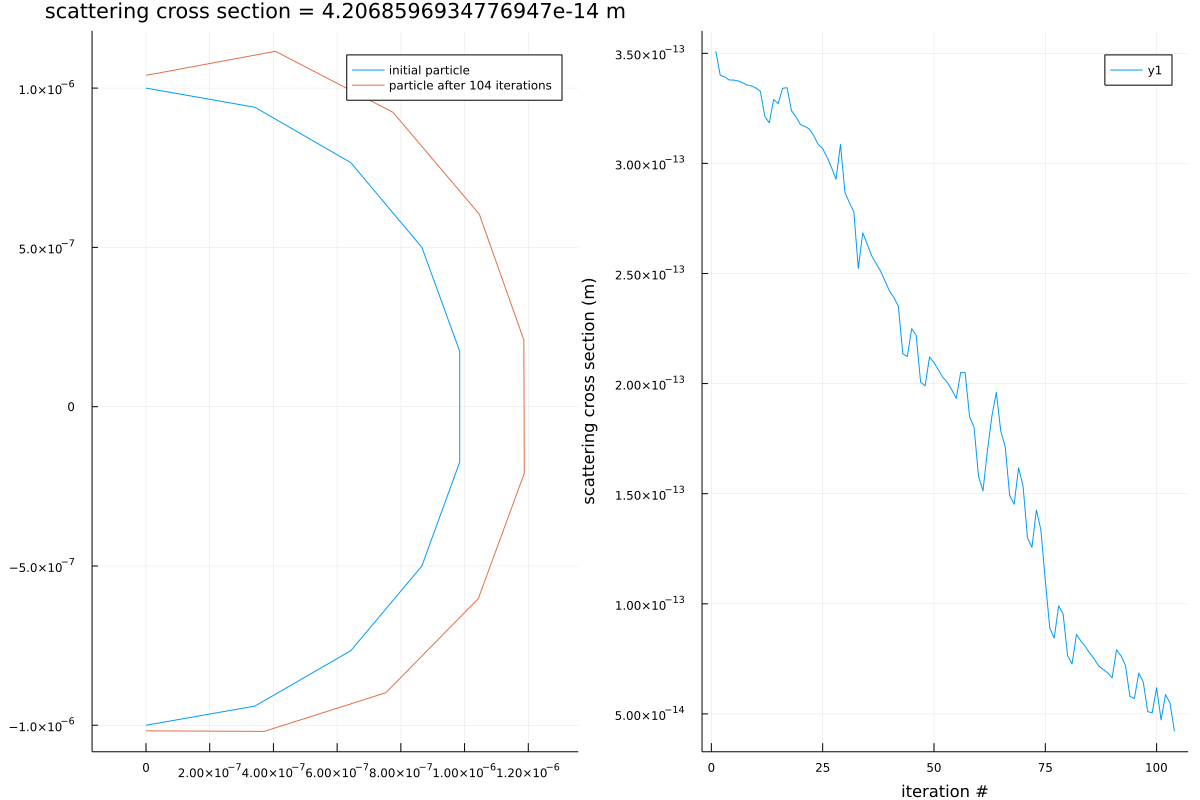 scattering cross section = 4.2068596934776947e-14 m
initial particle
particle after 104 iterations
1.0×10⁻⁶
5.0×10⁻⁷
0
−5.0×10⁻⁷
−1.0×10⁻⁶
0 2.00×10⁻⁷ 4.00×10⁻⁷ 6.00×10⁻⁷ 8.00×10⁻⁷ 1.00×10⁻⁶ 1.20×10⁻⁶
scattering cross section (m)
y1
3.50×10⁻¹³
3.00×10⁻¹³
2.50×10⁻¹³
2.00×10⁻¹³
1.50×10⁻¹³
1.00×10⁻¹³
5.00×10⁻¹⁴
0 25 50 75 100
iteration #